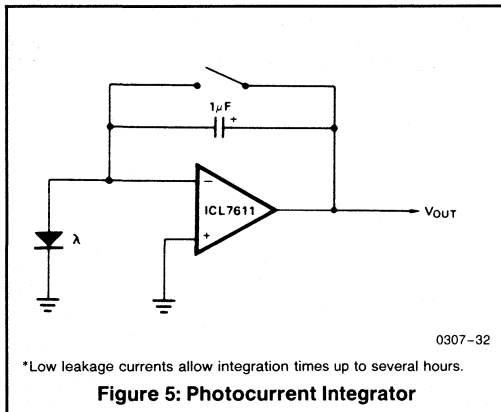 1μF
+
−
ICL7611
+
VOUT
λ
0307–32
*Low leakage currents allow integration times up to several hours.
Figure 5: Photocurrent Integrator